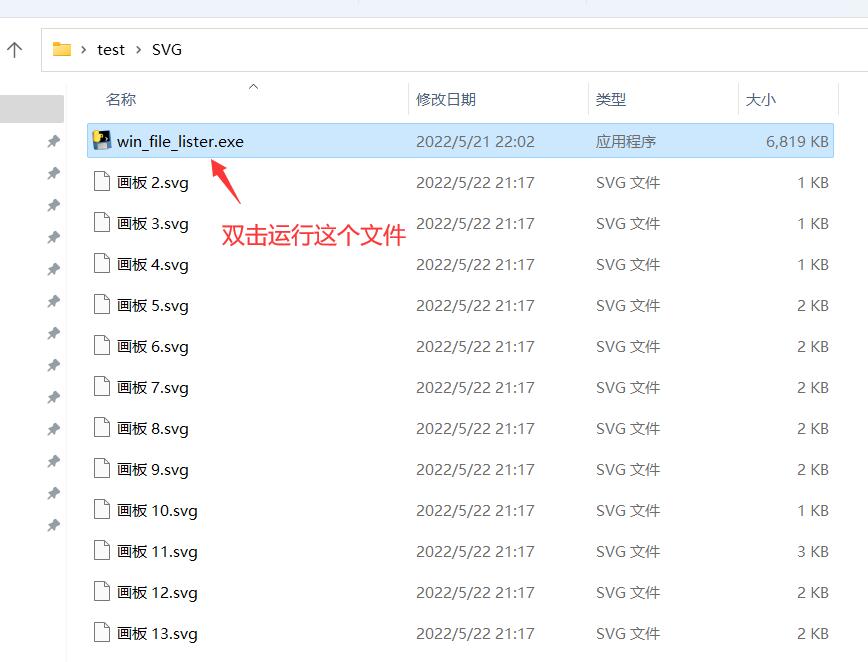 test SVG
名称 修改日期 类型 大小
win_file_lister.exe 2022/5/21 22:02 应用程序 6,819 KB
画板 2.svg 2022/5/22 21:17 SVG 文件 1 KB
画板 3.svg 2022/5/22 21:17 SVG 文件 1 KB
双击运行这个文件
画板 4.svg 2022/5/22 21:17 SVG 文件 1 KB
画板 5.svg 2022/5/22 21:17 SVG 文件 2 KB
画板 6.svg 2022/5/22 21:17 SVG 文件 2 KB
画板 7.svg 2022/5/22 21:17 SVG 文件 2 KB
画板 8.svg 2022/5/22 21:17 SVG 文件 2 KB
画板 9.svg 2022/5/22 21:17 SVG 文件 2 KB
画板 10.svg 2022/5/22 21:17 SVG 文件 1 KB
画板 11.svg 2022/5/22 21:17 SVG 文件 3 KB
画板 12.svg 2022/5/22 21:17 SVG 文件 2 KB
画板 13.svg 2022/5/22 21:17 SVG 文件 2 KB